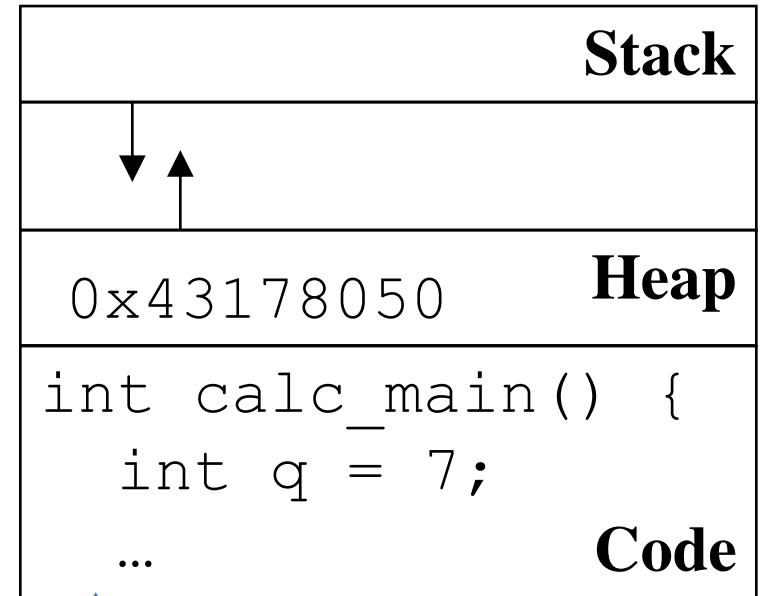 Stack
0x43178050 Heap
int calc_main() {
int q = 7;
… Code